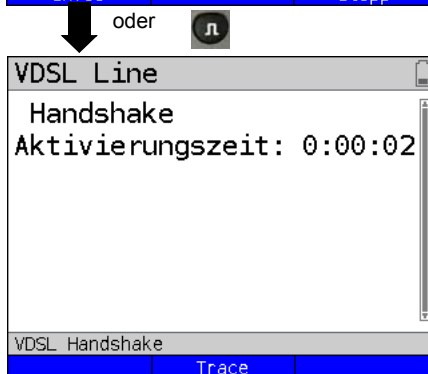 oder
VDSL Line
Handshake
Aktivierungszeit: 0:00:02
VDSL Handshake
Trace